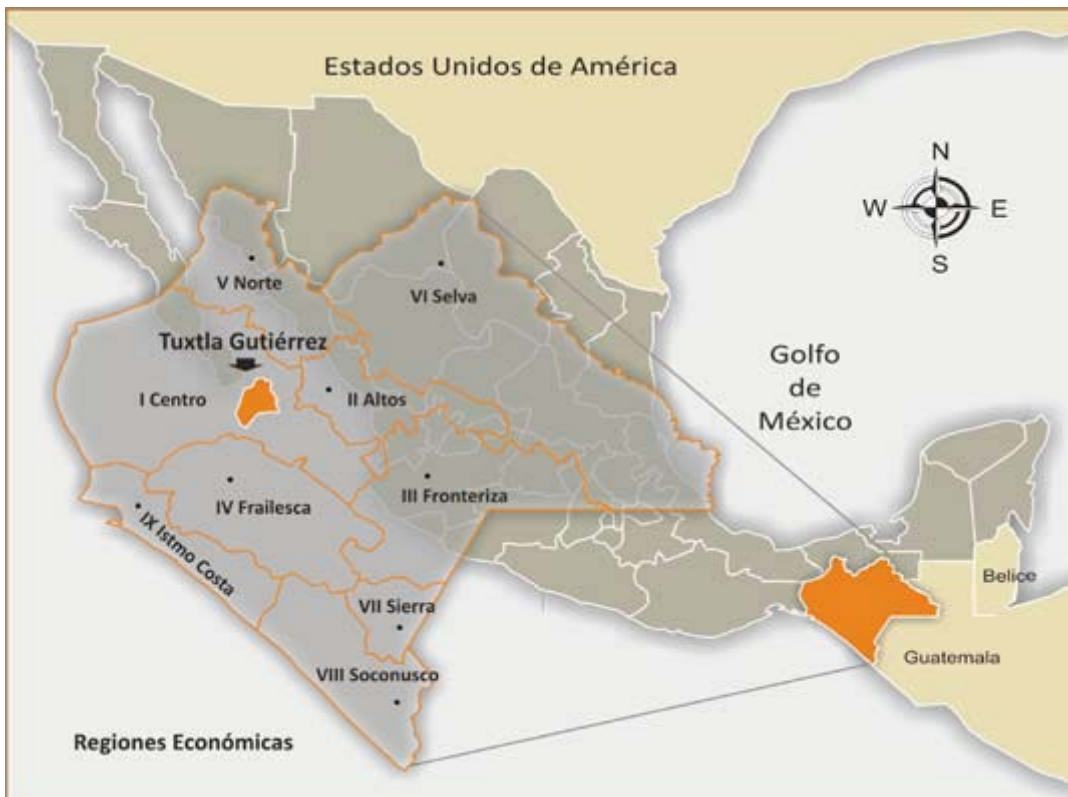 Estados Unidos de América
N
W E
S
V Norte
VI Selva
Tuxtla Gutiérrez
I Centro
II Altos
Golfo
de
México
III Fronteriza
IV Frailesca
IX Istmo Costa
VII Sierra
Belice
Guatemala
VIII Soconusco
Regiones Económicas